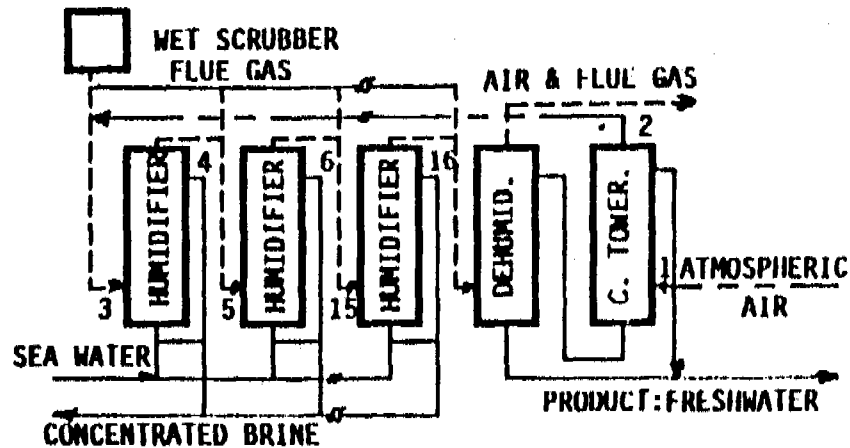 WET SCRUBBER
FLUE GAS
AIR & FLUE GAS
2
4
6
16
HUMIDIFIER
HUMIDIFIER
HUMIDIFIER
DEHUMID.
C. TOWER.
1 ATMOSPHERIC
AIR
3
5
15
SEA WATER
PRODUCT:FRESHWATER
CONCENTRATED BRINE